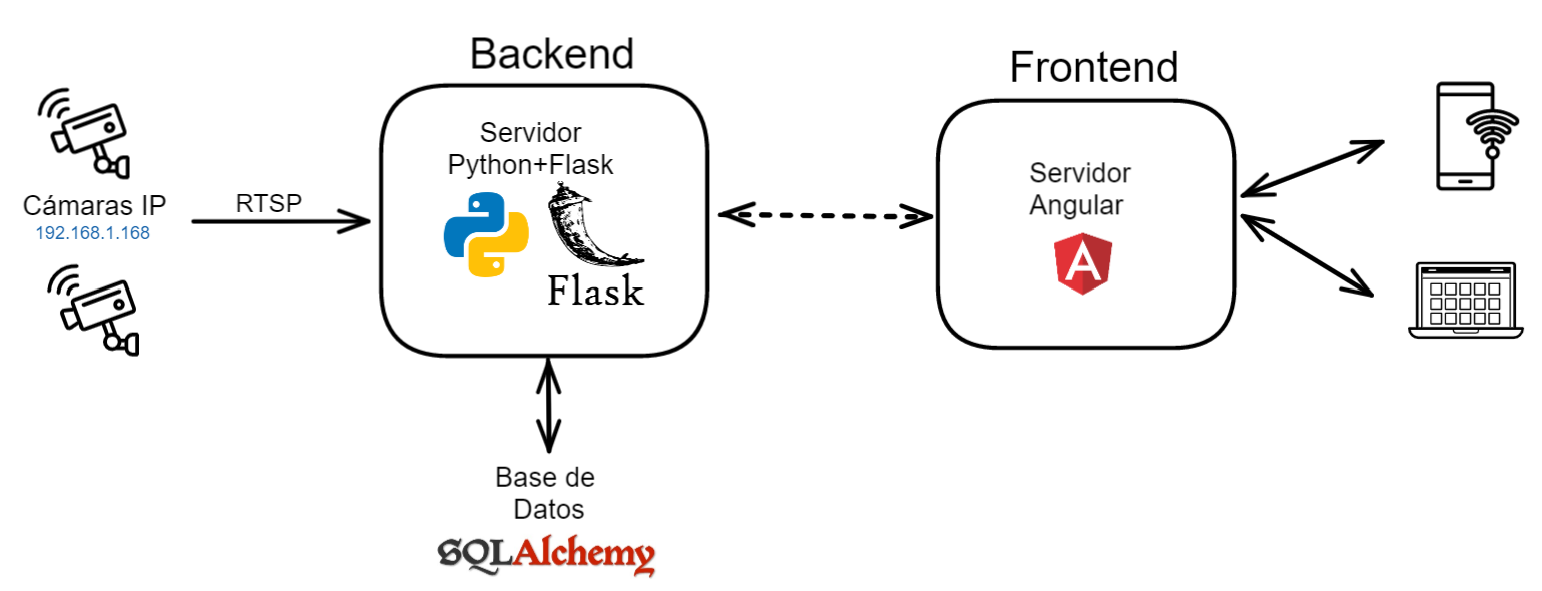 Backend
Frontend
Servidor
Python+Flask
Flask
Cámaras IP
192.168.1.168
RTSP
Servidor
Angular
A
Base de
Datos
SQLAlchemy